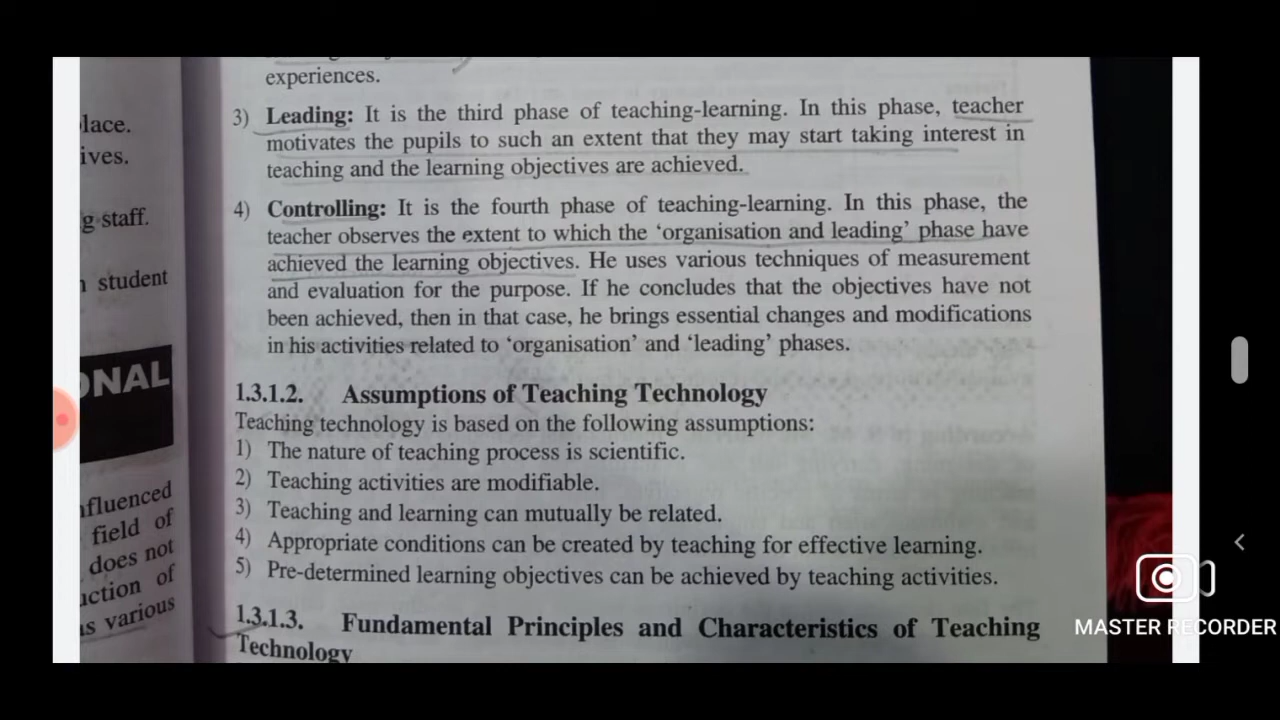 experiences.
3) Leading: It is the third phase of teaching-learning. In this phase, teacher
motivates the pupils to such an extent that they may start taking interest in
teaching and the learning objectives are achieved.
4) Controlling: It is the fourth phase of teaching-learning. In this phase, the
teacher observes the extent to which the ‘organisation and leading’ phase have
achieved the learning objectives. He uses various techniques of measurement
and evaluation for the purpose. If he concludes that the objectives have not
been achieved, then in that case, he brings essential changes and modifications
in his activities related to ‘organisation’ and ‘leading’ phases.
1.3.1.2. Assumptions of Teaching Technology
Teaching technology is based on the following assumptions:
1) The nature of teaching process is scientific.
2) Teaching activities are modifiable.
3) Teaching and learning can mutually be related.
4) Appropriate conditions can be created by teaching for effective learning.
5) Pre-determined learning objectives can be achieved by teaching activities.
1.3.1.3. Fundamental Principles and Characteristics of Teaching
Technology
lace.
ives.
g staff.
student
ONAL
nfluenced
field of
does not
uction of
as various
MASTER RECORDER